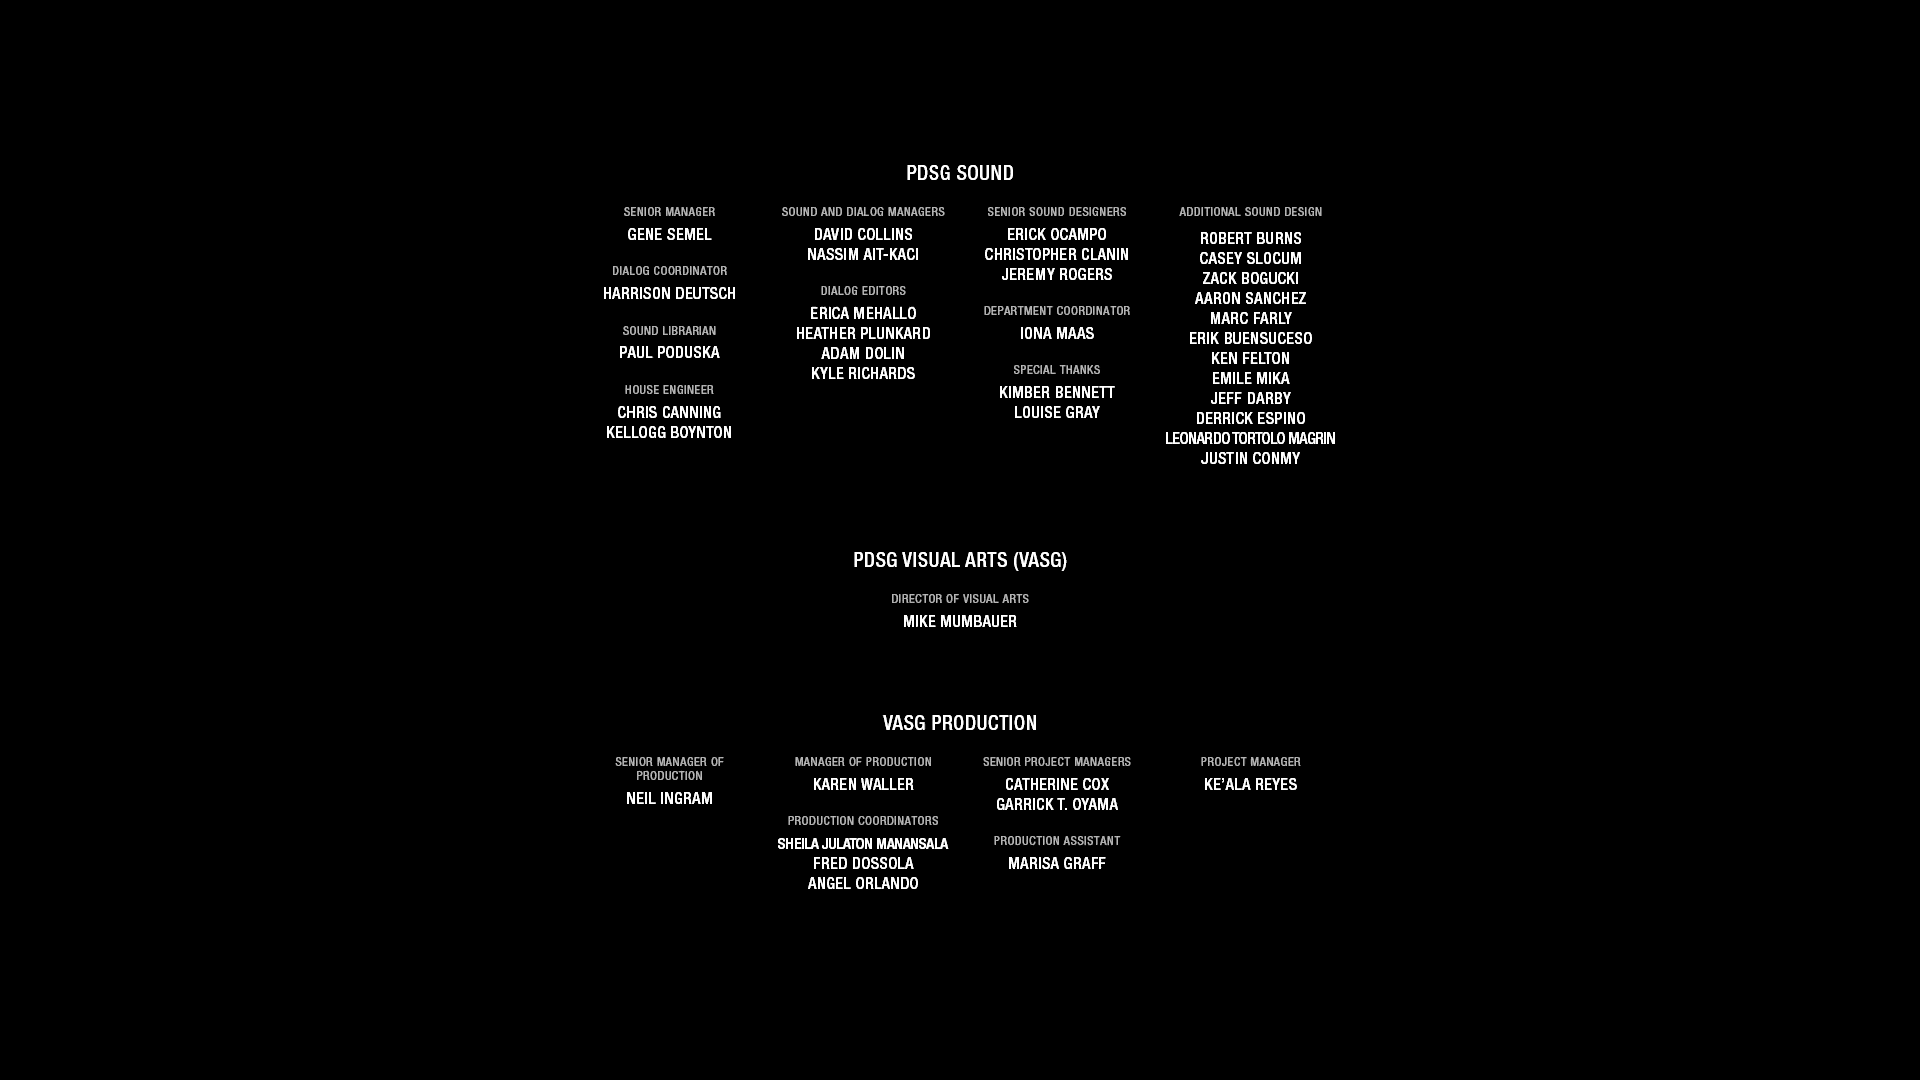 PDSG SOUND
SENIOR MANAGER
GENE SEMEL
DIALOG COORDINATOR
HARRISON DEUTSCH
SOUND LIBRARIAN
PAUL PODUSKA
HOUSE ENGINEER
CHRIS CANNING
KELLOGG BOYNTON
SOUND AND DIALOG MANAGERS
DAVID COLLINS
NASSIM AIT-KACI
DIALOG EDITORS
ERICA MEHALLO
HEATHER PLUNKARD
ADAM DOLIN
KYLE RICHARDS
SENIOR SOUND DESIGNERS
ERICK OCAMPO
CHRISTOPHER CLANIN
JEREMY ROGERS
DEPARTMENT COORDINATOR
IONA MAAS
SPECIAL THANKS
KIMBER BENNETT
LOUISE GRAY
ADDITIONAL SOUND DESIGN
ROBERT BURNS
CASEY SLOCUM
ZACK BOGUCKI
AARON SANCHEZ
MARC FARLY
ERIK BUENSUCESO
KEN FELTON
EMILE MIKA
JEFF DARBY
DERRICK ESPINO
LEONARDO TORTOLO MAGRIN
JUSTIN CONMY
PDSG VISUAL ARTS (VASG)
DIRECTOR OF VISUAL ARTS
MIKE MUMBAUER
VASG PRODUCTION
SENIOR MANAGER OF
PRODUCTION
NEIL INGRAM
MANAGER OF PRODUCTION
KAREN WALLER
PRODUCTION COORDINATORS
SHEILA JULATON MANANSALA
FRED DOSSOLA
ANGEL ORLANDO
SENIOR PROJECT MANAGERS
CATHERINE COX
GARRICK T. OYAMA
PRODUCTION ASSISTANT
MARISA GRAFF
PROJECT MANAGER
KE’ALA REYES